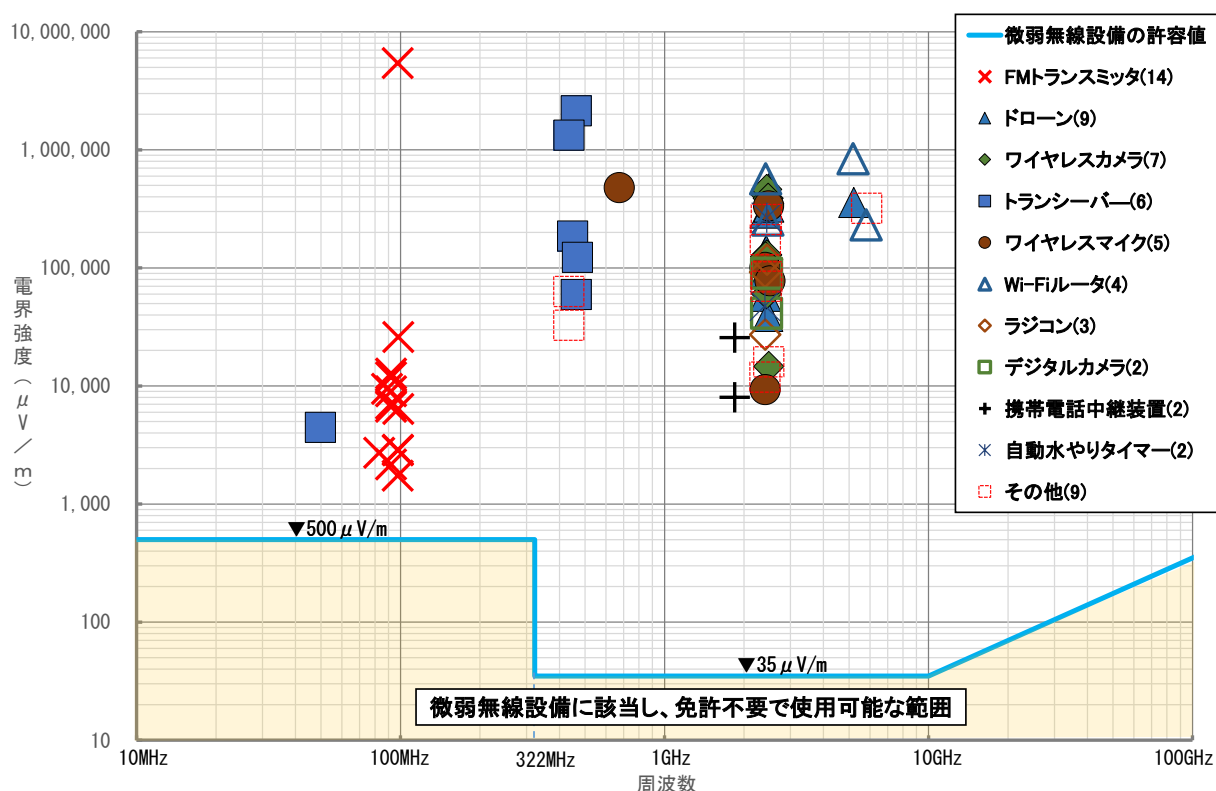 10,000,000
1,000,000
100,000
10,000
1,000
100
10
電界強度（μV／m）
微弱無線設備の許容値
FMトランスミッタ(14)
ドローン(9)
ワイヤレスカメラ(7)
トランシーバ―(6)
ワイヤレスマイク(5)
Wi-Fiルータ(4)
ラジコン(3)
デジタルカメラ(2)
携帯電話中継装置(2)
自動水やりタイマー(2)
その他(9)
▼500μV/m
▼35μV/m
微弱無線設備に該当し、免許不要で使用可能な範囲
10MHz
100MHz
322MHz
1GHz
10GHz
100GHz
周波数